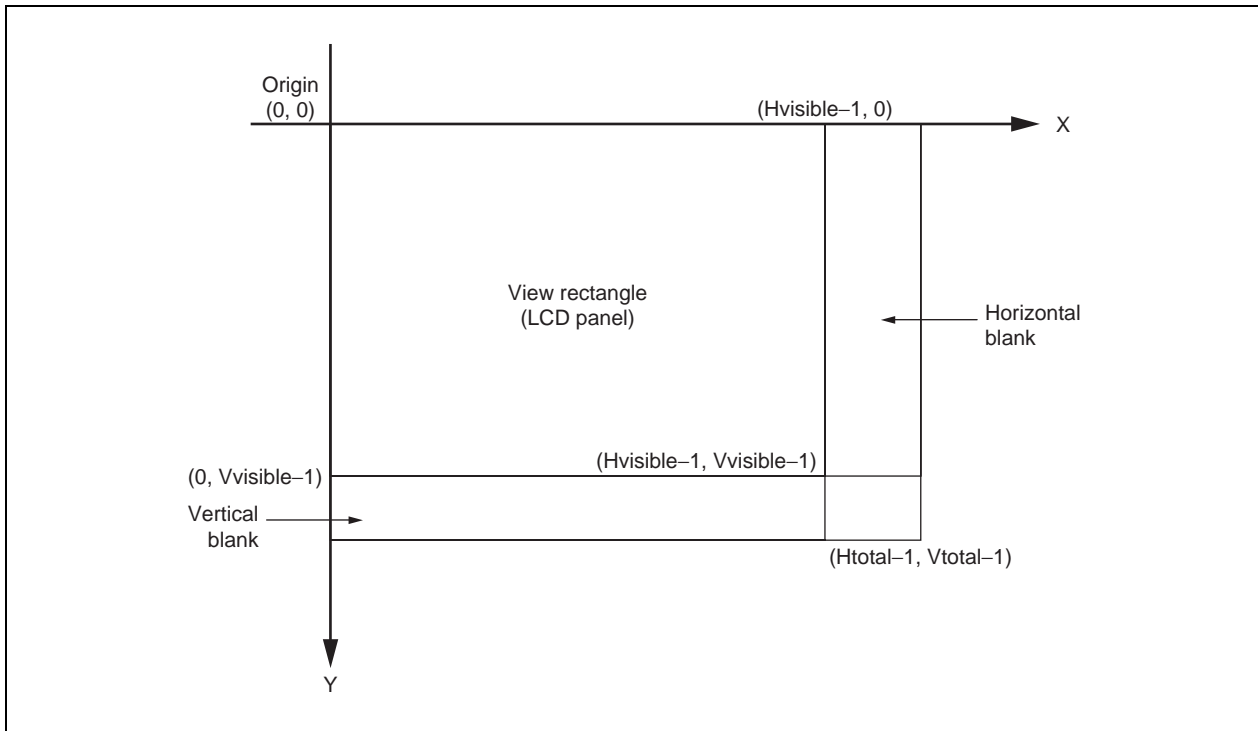 Origin
(0, 0)
(Hvisible–1, 0)
X
View rectangle
(LCD panel)
Horizontal
blank
(Hvisible–1, Vvisible–1)
(0, Vvisible–1)
Vertical
blank
(Htotal–1, Vtotal–1)
Y